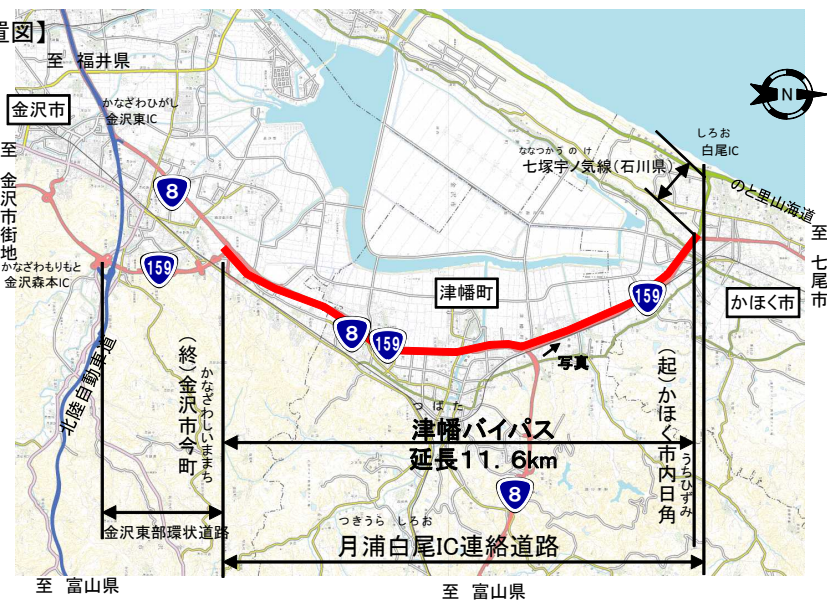 置図】
至 福井県
金沢市
かなざわひがし
金沢東IC
N
しろお
白尾IC
ななつかうのけ
七塚宇ノ気線(石川県)
のと里山海道
至 金沢市街地
8
至 七尾市
かなざわもりもと
金沢森本IC
159
津幡町
159
かほく市
8
159
写真
北陸自動車道
(終)金沢市今町
かなざわしいままち
(起)かほく市内日角
うちひずみ
つばた
津幡バイパス
延長11.6km
8
金沢東部環状道路
つきうら しろお
月浦白尾IC連絡道路
至 富山県
至 富山県